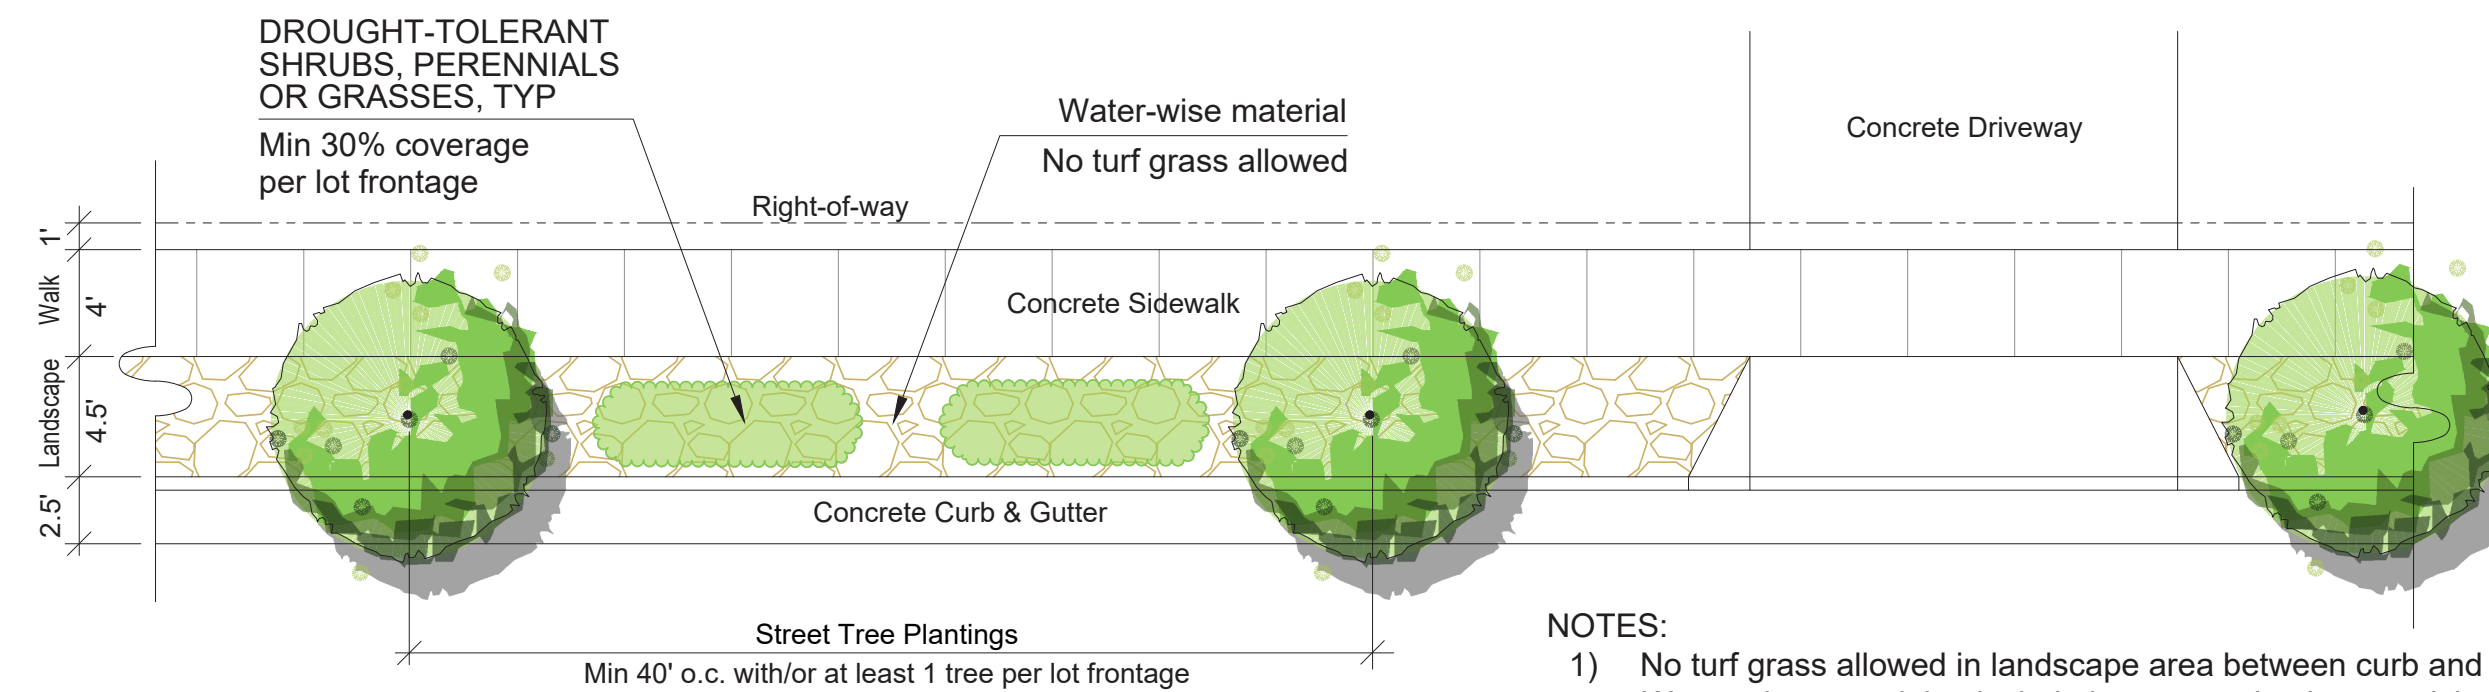 DROUGHT-TOLERANT
SHRUBS, PERENNIALS
OR GRASSES, TYP
Min 30% coverage
per lot frontage
Water-wise material
No turf grass allowed
Concrete Driveway
Right-of-way
1'
Walk
4'
Landscape
4.5'
2.5'
Concrete Sidewalk
Concrete Curb & Gutter
Street Tree Plantings
Min 40' o.c. with/or at least 1 tree per lot frontage
NOTES:
1) No turf grass allowed in landscape area between curb and